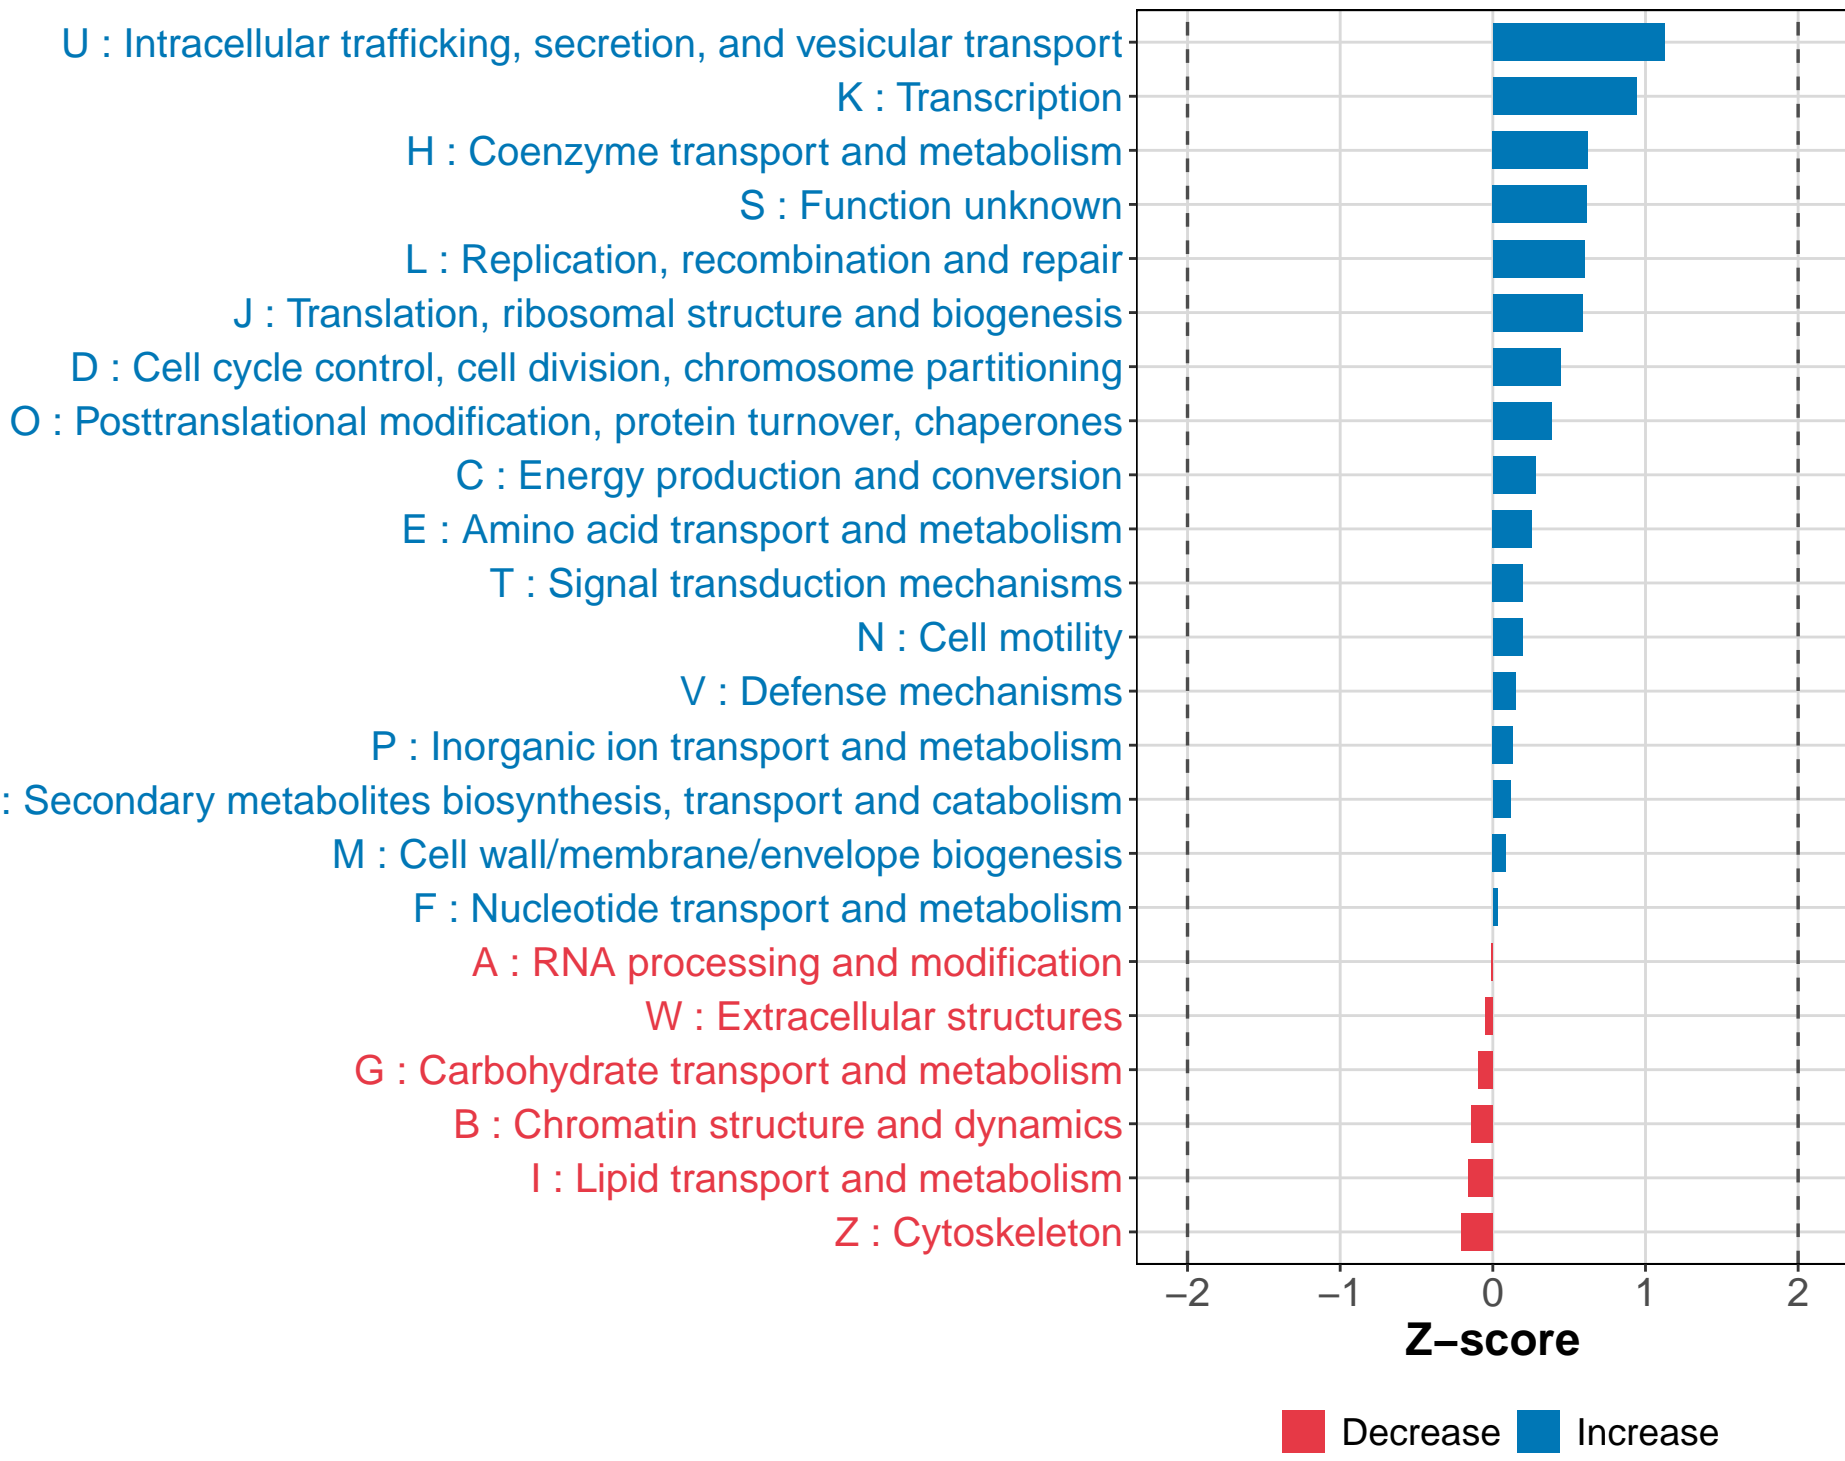 U : Intracellular trafficking, secretion, and vesicular transport
K : Transcription
H : Coenzyme transport and metabolism
S : Function unknown
L : Replication, recombination and repair
J : Translation, ribosomal structure and biogenesis
D : Cell cycle control, cell division, chromosome partitioning
O : Posttranslational modification, protein turnover, chaperones
C : Energy production and conversion
E : Amino acid transport and metabolism
T : Signal transduction mechanisms
N : Cell motility
V : Defense mechanisms
P : Inorganic ion transport and metabolism
: Secondary metabolites biosynthesis, transport and catabolism
M : Cell wall/membrane/envelope biogenesis
F : Nucleotide transport and metabolism
A : RNA processing and modification
W : Extracellular structures
G : Carbohydrate transport and metabolism
B : Chromatin structure and dynamics
I : Lipid transport and metabolism
Z : Cytoskeleton
−2 −1 0 1 2
Z−score
Decrease Increase